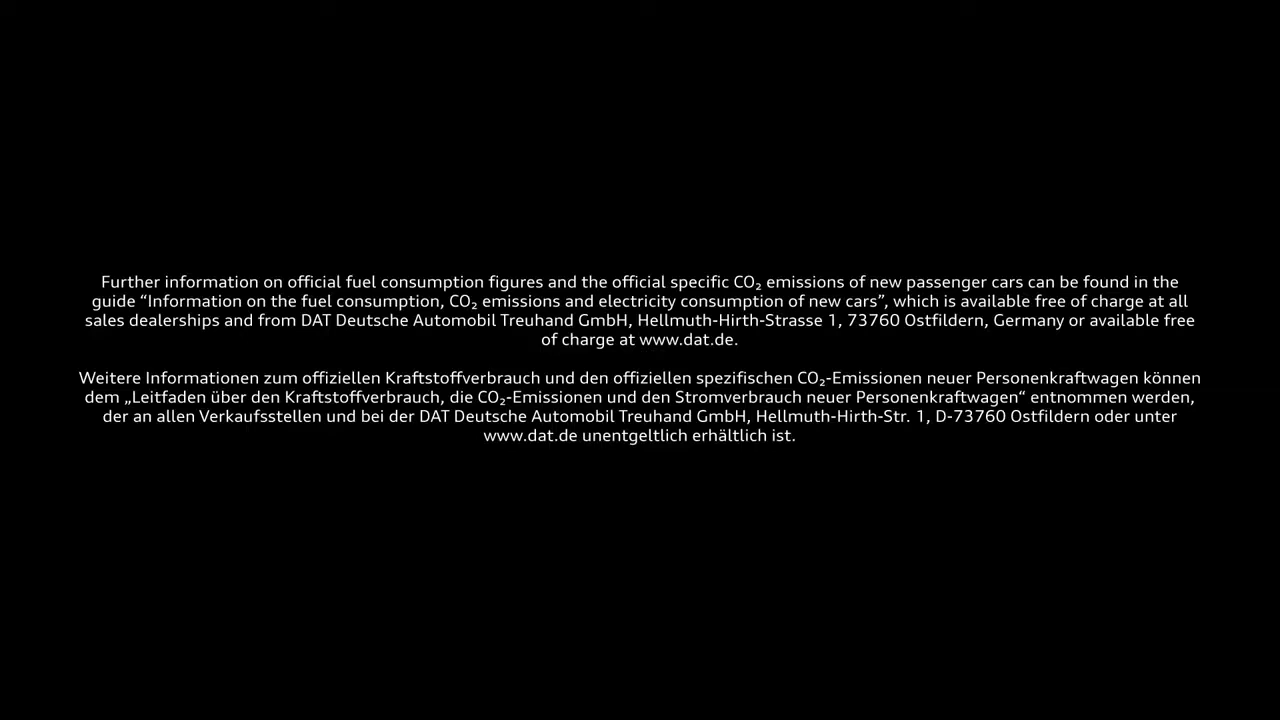 Further information on official fuel consumption figures and the official specific CO₂ emissions of new passenger cars can be found in the
guide “Information on the fuel consumption, CO₂ emissions and electricity consumption of new cars”, which is available free of charge at all
sales dealerships and from DAT Deutsche Automobil Treuhand GmbH, Hellmuth-Hirth-Strasse 1, 73760 Ostfildern, Germany or available free
of charge at www.dat.de.
Weitere Informationen zum offiziellen Kraftstoffverbrauch und den offiziellen spezifischen CO₂-Emissionen neuer Personenkraftwagen können
dem „Leitfaden über den Kraftstoffverbrauch, die CO₂-Emissionen und den Stromverbrauch neuer Personenkraftwagen“ entnommen werden,
der an allen Verkaufsstellen und bei der DAT Deutsche Automobil Treuhand GmbH, Hellmuth-Hirth-Str. 1, D-73760 Ostfildern oder unter
www.dat.de unentgeltlich erhältlich ist.